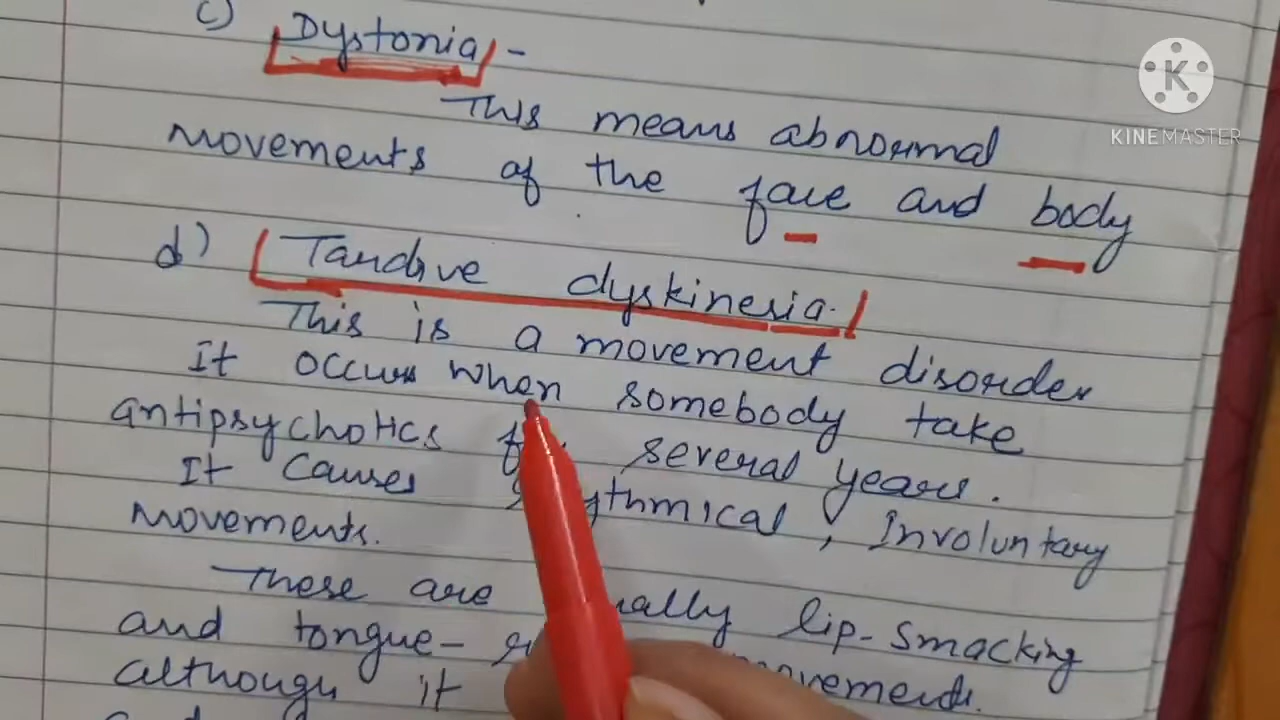 c) Dystonia -
This means abnormal
movements of the face and body
d) Tardive dyskinesia.
This is a movement disorder
It occurs when somebody take
antipsychotics several years.
It causes Involuntary
movements.
These are lip-smacking
and tongue-
although it
KINEMASTER